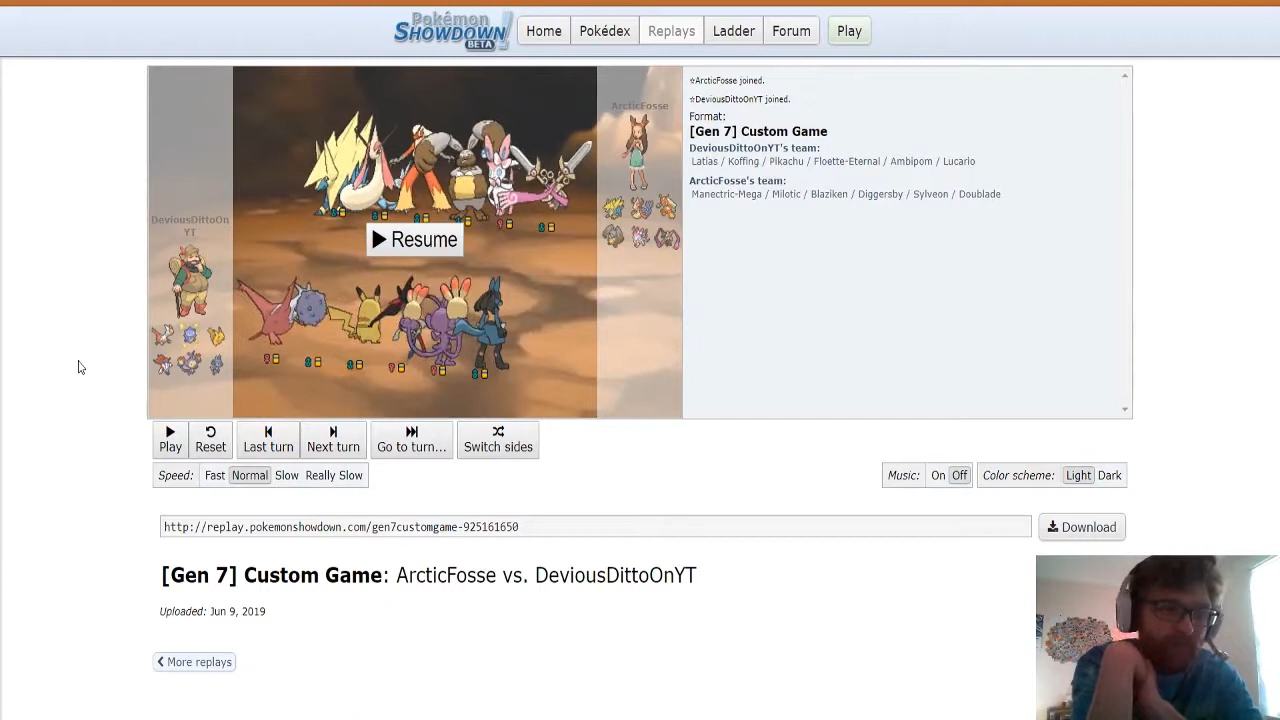 Pokémon
Showdown!
BETA
Home
Pokédex
Replays
Ladder
Forum
Play
DeviousDittoOn
YT
ArcticFosse
Resume
☆ArcticFosse joined.
☆DeviousDittoOnYT joined.
Format:
[Gen 7] Custom Game
DeviousDittoOnYT's team:
Latias / Koffing / Pikachu / Floette-Eternal / Ambipom / Lucario
ArcticFosse's team:
Manectric-Mega / Milotic / Blaziken / Diggersby / Sylveon / Doublade
Play
Reset
Last turn
Next turn
Go to turn...
Switch sides
Speed: Fast Normal Slow Really Slow
Music: On Off
Color scheme: Light Dark
http://replay.pokemonshowdown.com/gen7customgame-925161650
Download
[Gen 7] Custom Game: ArcticFosse vs. DeviousDittoOnYT
Uploaded: Jun 9, 2019
More replays